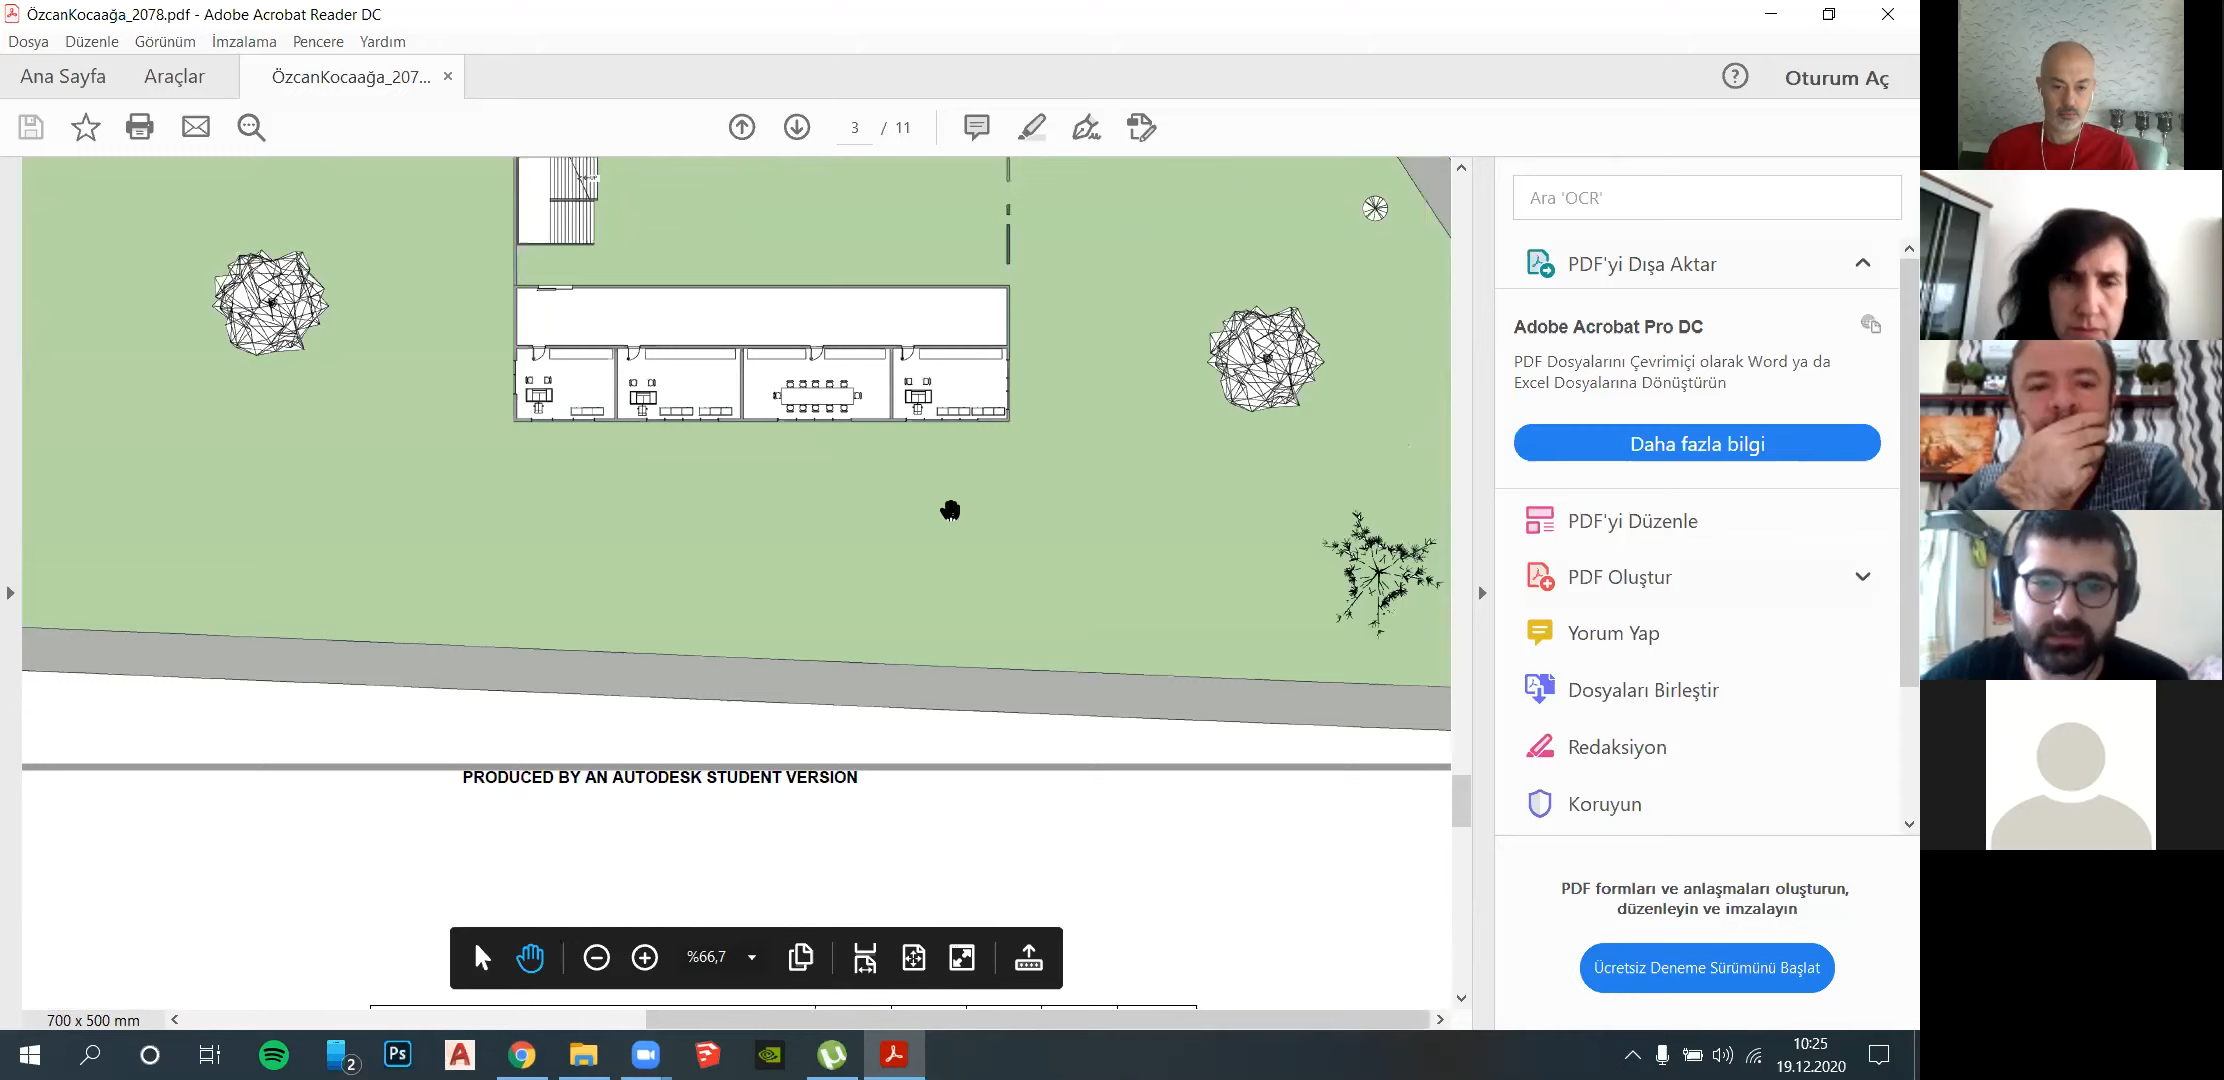 ÖzcanKocaağa_2078.pdf - Adobe Acrobat Reader DC
Dosya Düzenle Görünüm İmzalama Pencere Yardım
Ana Sayfa Araçlar ÖzcanKocaağa_207... ×
Oturum Aç
3 / 11
UP
Ara 'OCR'
PDF'yi Dışa Aktar
Adobe Acrobat Pro DC
PDF Dosyalarını Çevrimiçi olarak Word ya da
Excel Dosyalarına Dönüştürün
Daha fazla bilgi
PDF'yi Düzenle
PDF Oluştur
Yorum Yap
Dosyaları Birleştir
Redaksiyon
Koruyun
PDF formları ve anlaşmaları oluşturun,
düzenleyin ve imzalayın
Ücretsiz Deneme Sürümünü Başlat
PRODUCED BY AN AUTODESK STUDENT VERSION
%66,7
700 x 500 mm
2
Ps
10:25
19.12.2020